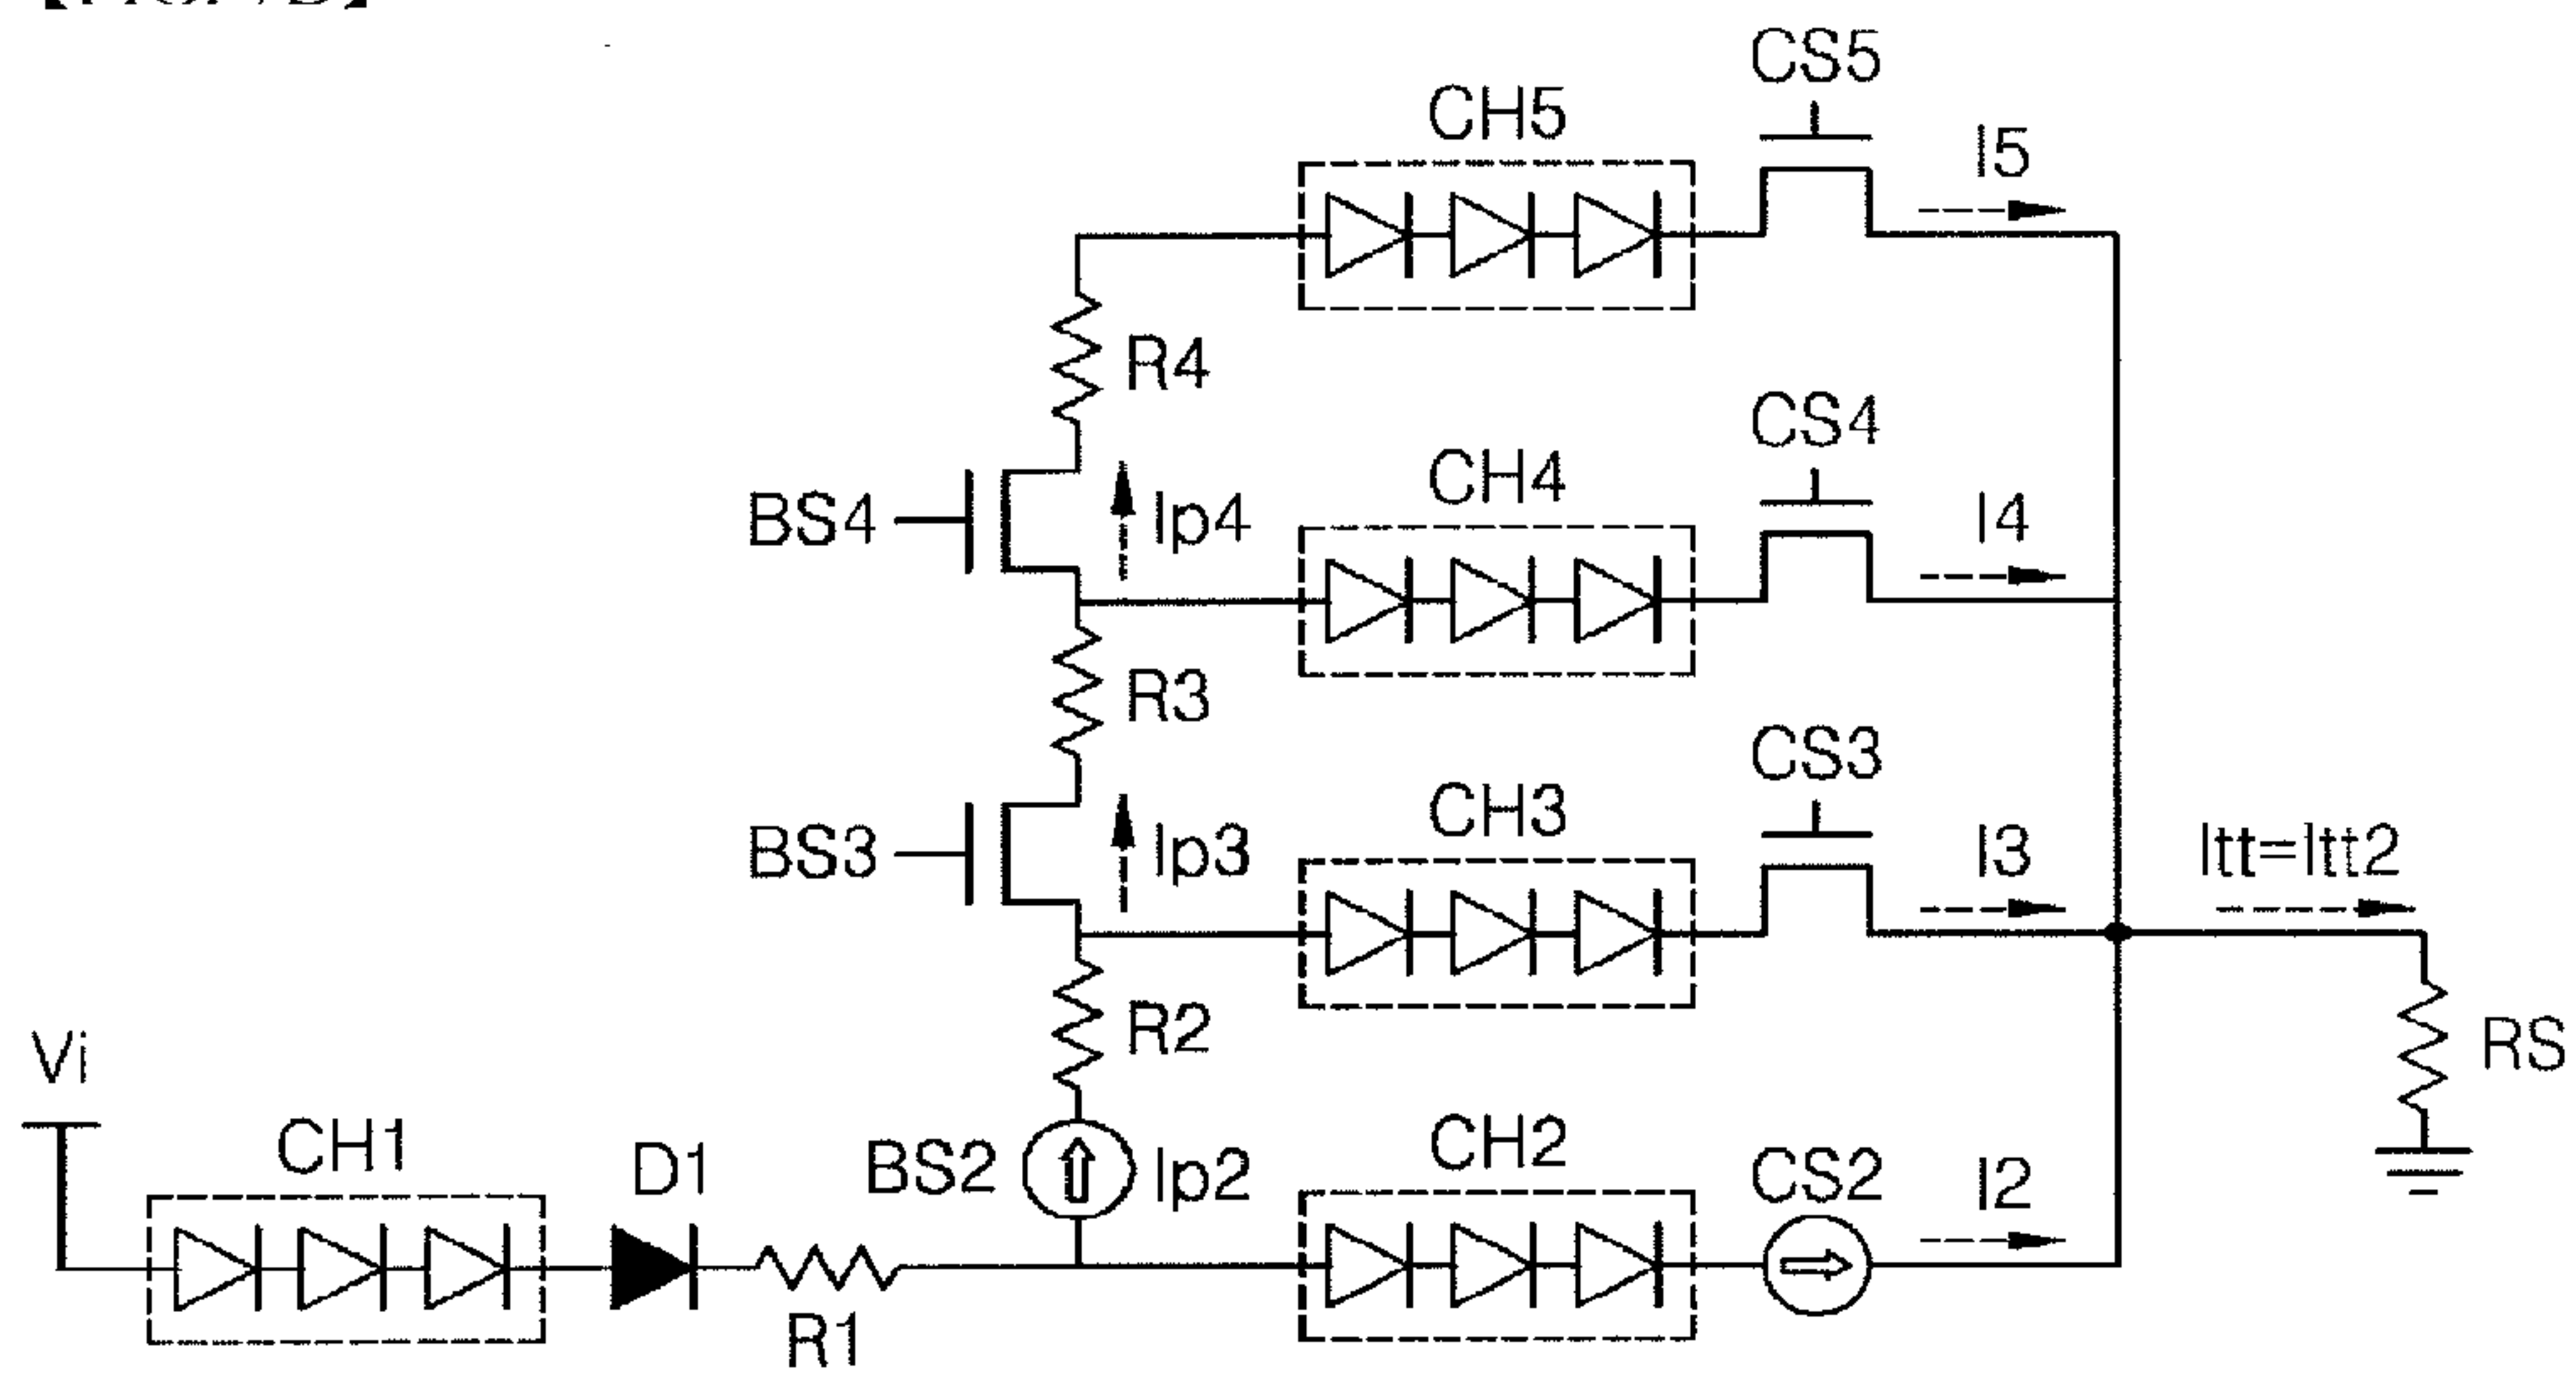 CS5
CH5
I5
R4
CS4
CH4
BS4
Ip4
I4
R3
CS3
CH3
BS3
Ip3
I3
Itt=Itt2
R2
Vi
RS
CH1
D1
BS2
Ip2
CH2
CS2
I2
R1